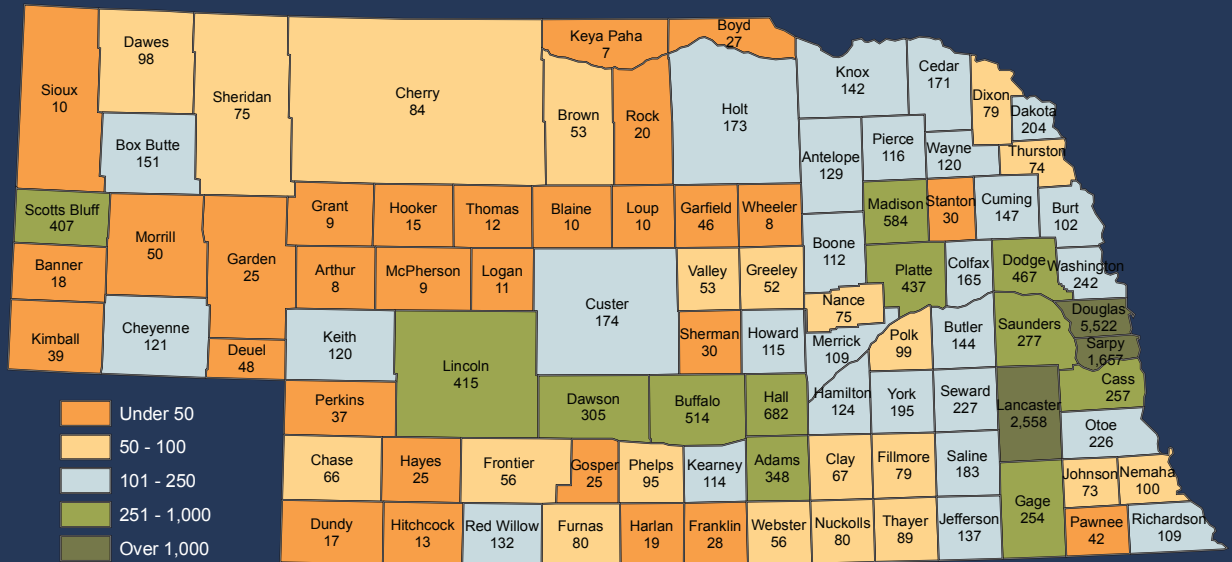 Sioux
10
Dawes
98
Box Butte
151
Sheridan
75
Cherry
84
Keya Paha
7
Boyd
27
Brown
53
Rock
20
Holt
173
Knox
142
Cedar
171
Dixon
79
Dakota
204
Antelope
129
Pierce
116
Wayne
120
Thurston
74
Scotts Bluff
407
Morrill
50
Garden
25
Grant
9
Hooker
15
Thomas
12
Blaine
10
Loup
10
Garfield
46
Wheeler
8
Madison
584
Stanton
30
Cuming
147
Burt
102
Banner
18
Arthur
8
McPherson
9
Logan
11
Custer
174
Valley
53
Greeley
52
Boone
112
Platte
437
Colfax
165
Dodge
467
Washington
242
Kimball
39
Cheyenne
121
Deuel
48
Keith
120
Lincoln
415
Sherman
30
Howard
115
Nance
75
Merrick
109
Polk
99
Butler
144
Saunders
277
Douglas
5,522
Sarpy
1,657
Perkins
37
Dawson
305
Buffalo
514
Hall
682
Hamilton
124
York
195
Seward
227
Lancaster
2,558
Cass
257
Otoe
226
Chase
66
Hayes
25
Frontier
56
Gosper
25
Phelps
95
Kearney
114
Adams
348
Clay
67
Fillmore
79
Saline
183
Gage
254
Johnson
73
Nemaha
100
Dundy
17
Hitchcock
13
Red Willow
132
Furnas
80
Harlan
19
Franklin
28
Webster
56
Nuckolls
80
Thayer
89
Jefferson
137
Pawnee
42
Richardson
109
Under 50
50 - 100
101 - 250
251 - 1,000
Over 1,000